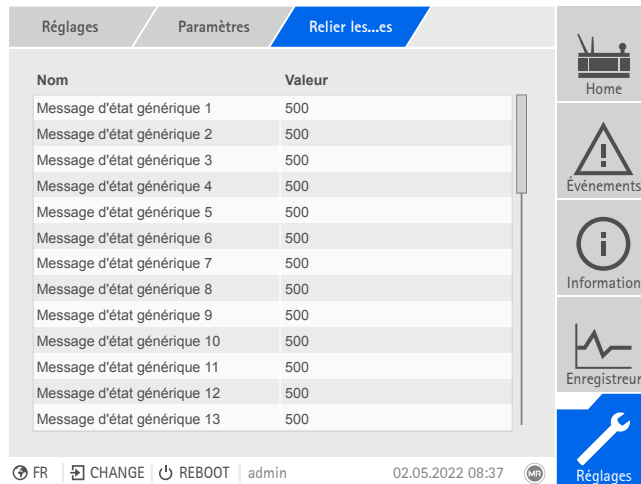 Réglages Paramètres Relier les...es
Nom Valeur
Message d'état générique 1 500
Message d'état générique 2 500
Message d'état générique 3 500
Message d'état générique 4 500
Message d'état générique 5 500
Message d'état générique 6 500
Message d'état générique 7 500
Message d'état générique 8 500
Message d'état générique 9 500
Message d'état générique 10 500
Message d'état générique 11 500
Message d'état générique 12 500
Message d'état générique 13 500
Home
Événements
Information
Enregistreur
Réglages
FR CHANGE REBOOT admin 02.05.2022 08:37 MR